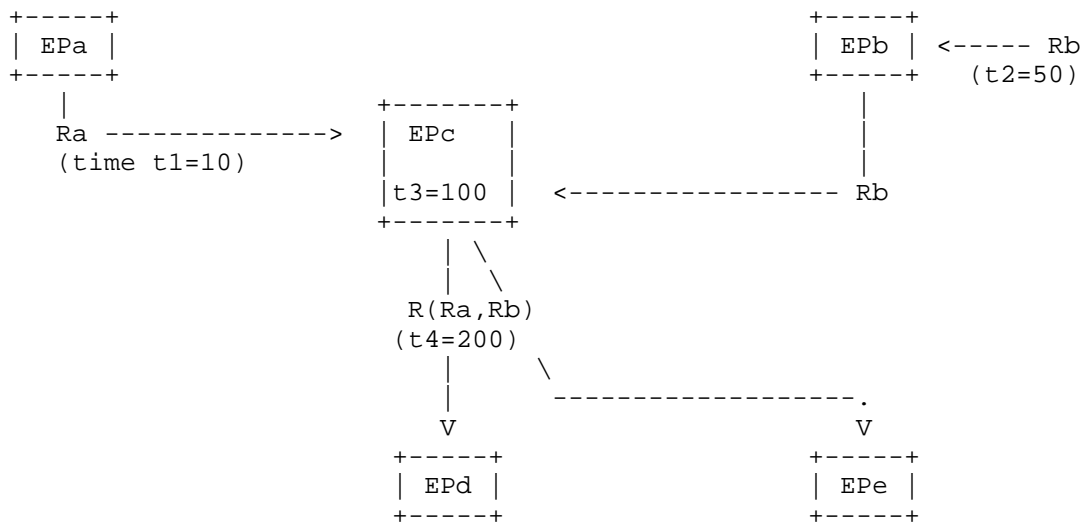 EPa EPb <----- Rb
(t2=50)
Ra --------------> EPc
(time t1=10)
t3=100 <----------------- Rb
R(Ra,Rb)
(t4=200)
V V
EPd EPe